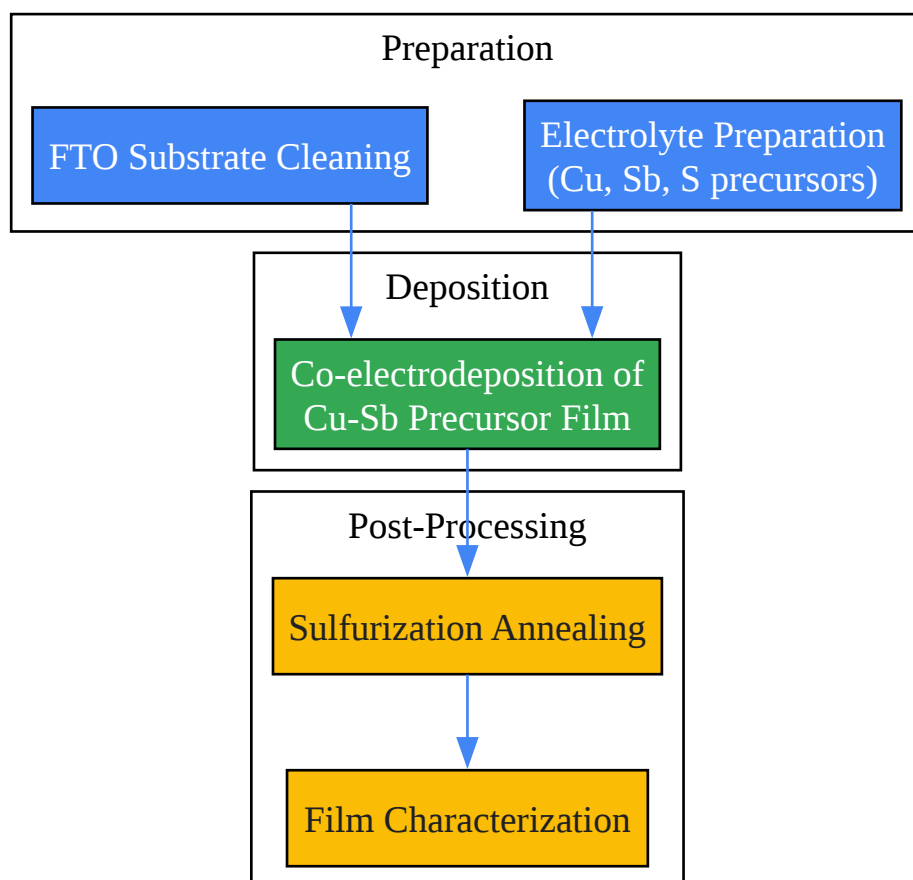 Preparation
FTO Substrate Cleaning
Electrolyte Preparation
(Cu, Sb, S precursors)
Deposition
Co-electrodeposition of
Cu-Sb Precursor Film
Post-Processing
Sulfurization Annealing
Film Characterization